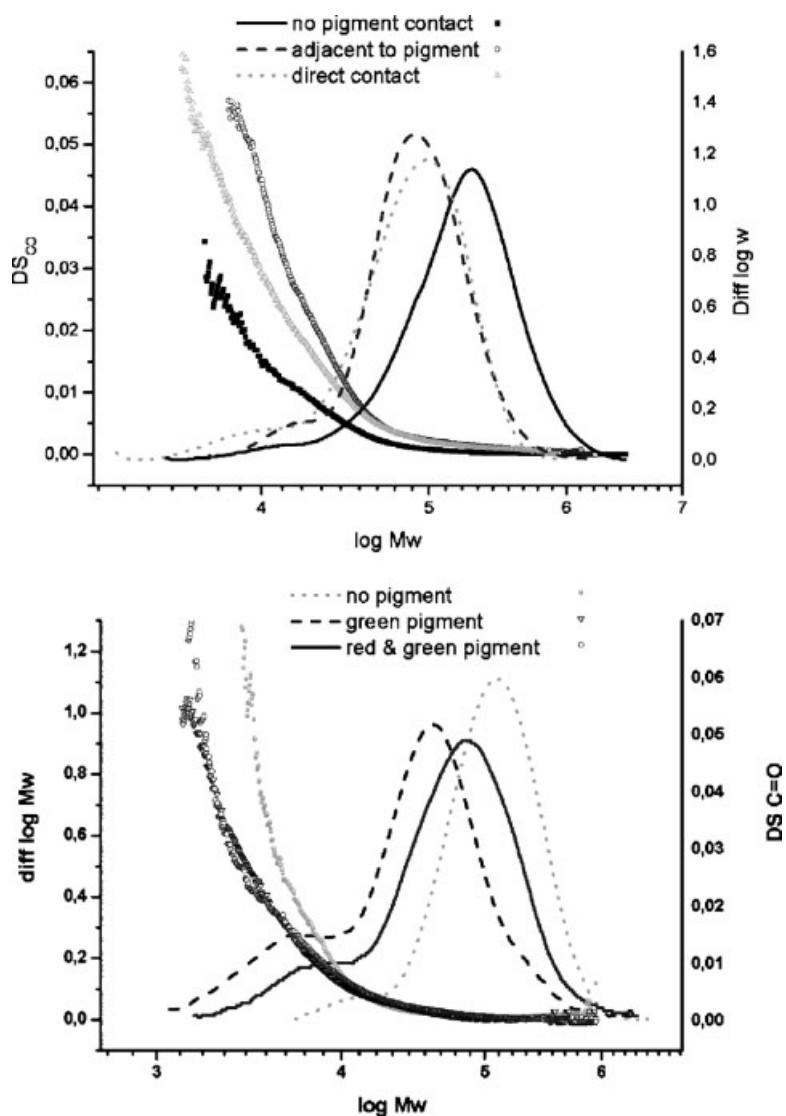 no pigment contact
adjacent to pigment
direct contact
0,06
0,05
0,04
0,03
0,02
0,01
0,00
DS_CO
1,6
1,4
1,2
1,0
0,8
0,6
0,4
0,2
0,0
Diff log w
4 5 6 7
log Mw
no pigment
green pigment
red & green pigment
1,2
1,0
0,8
0,6
0,4
0,2
0,0
diff log Mw
0,07
0,06
0,05
0,04
0,03
0,02
0,01
0,00
DS C=O
3 4 5 6
log Mw